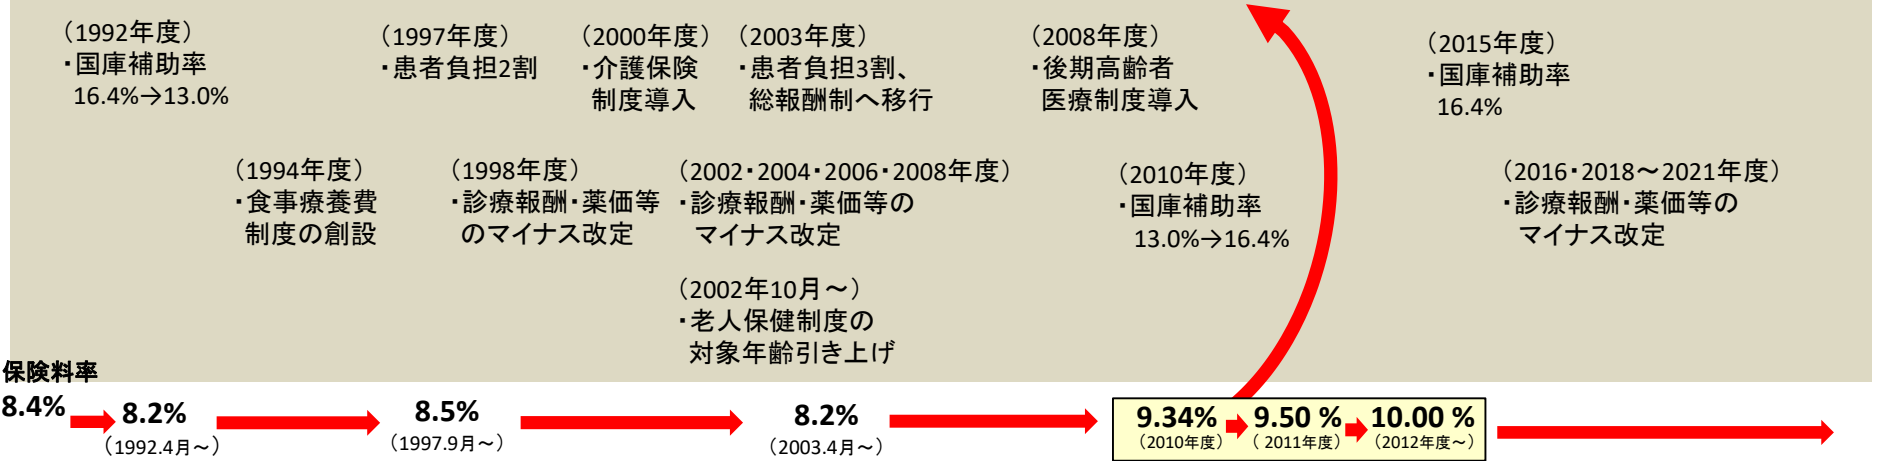 （1992年度）
・国庫補助率
16.4%→13.0%
（1997年度）
・患者負担2割
（2000年度）
・介護保険
制度導入
（2003年度）
・患者負担3割、
総報酬制へ移行
（2008年度）
・後期高齢者
医療制度導入
（2015年度）
・国庫補助率
16.4%
（1994年度）
・食事療養費
制度の創設
（1998年度）
・診療報酬・薬価等
のマイナス改定
（2002・2004・2006・2008年度）
・診療報酬・薬価等の
マイナス改定
（2010年度）
・国庫補助率
13.0%→16.4%
（2016・2018～2021年度）
・診療報酬・薬価等の
マイナス改定
（2002年10月～）
・老人保健制度の
対象年齢引き上げ
保険料率
8.4%
8.2%
（1992.4月～）
8.5%
（1997.9月～）
8.2%
（2003.4月～）
9.34%
（2010年度）
9.50 %
（ 2011年度）
10.00 %
（2012年度～）